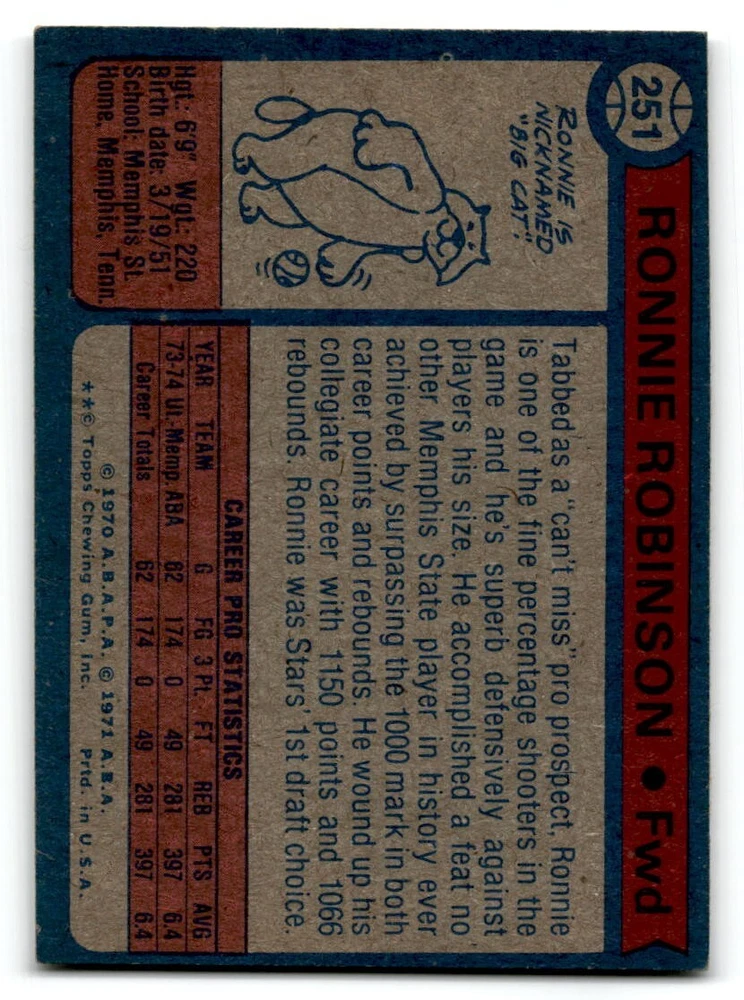 251
RONNIE ROBINSON • Fwd
RONNIE IS
NICKNAMED
"BIG CAT".
Hgt.: 6'9" Wgt.: 220
Birth date: 3/19/51
School: Memphis St.
Home: Memphis, Tenn.
Tabbed as a "can't miss" pro prospect, Ronnie
is one of the fine percentage shooters in the
game and he's superb defensively against
players his size. He accomplished a feat no
other Memphis State player in history ever
achieved by surpassing the 1000 mark in both
career points and rebounds. He wound up his
collegiate career with 1150 points and 1066
rebounds. Ronnie was Stars' 1st draft choice.
CAREER PRO STATISTICS
YEAR TEAM G FG 3 Pt. FT REB PTS AVG
73-74 Ut.-Memp ABA 62 174 0 49 281 397 6.4
Career Totals 62 174 0 49 281 397 6.4
© 1970 A.B.A.P.A. © 1971 A.B.A.
**© Topps Chewing Gum, Inc. Prtd. in U.S.A.